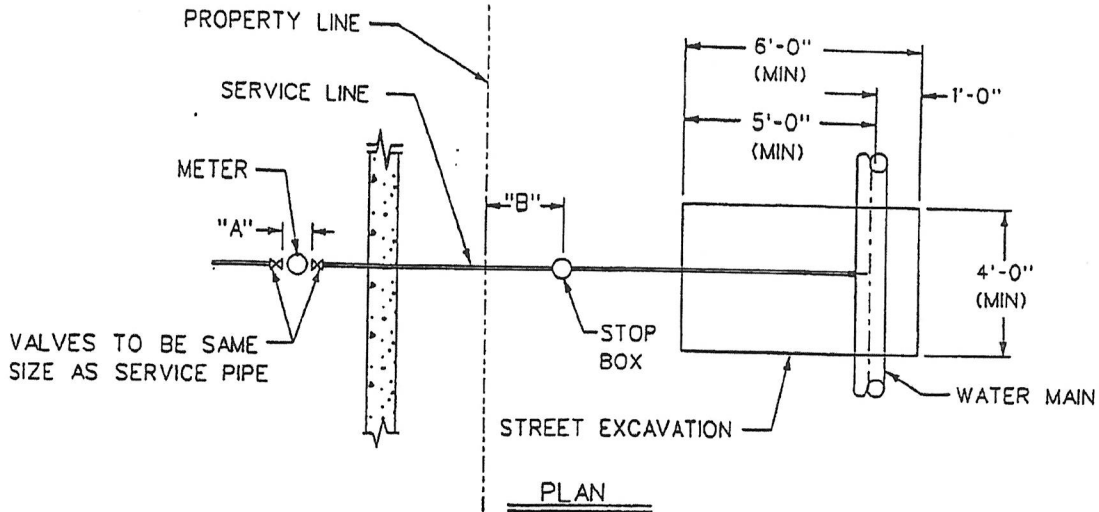 PROPERTY LINE
6'-0"
(MIN)
1'-0"
SERVICE LINE
5'-0"
(MIN)
METER
"A"
"B"
4'-0"
(MIN)
VALVES TO BE SAME
SIZE AS SERVICE PIPE
STOP
BOX
WATER MAIN
STREET EXCAVATION
PLAN